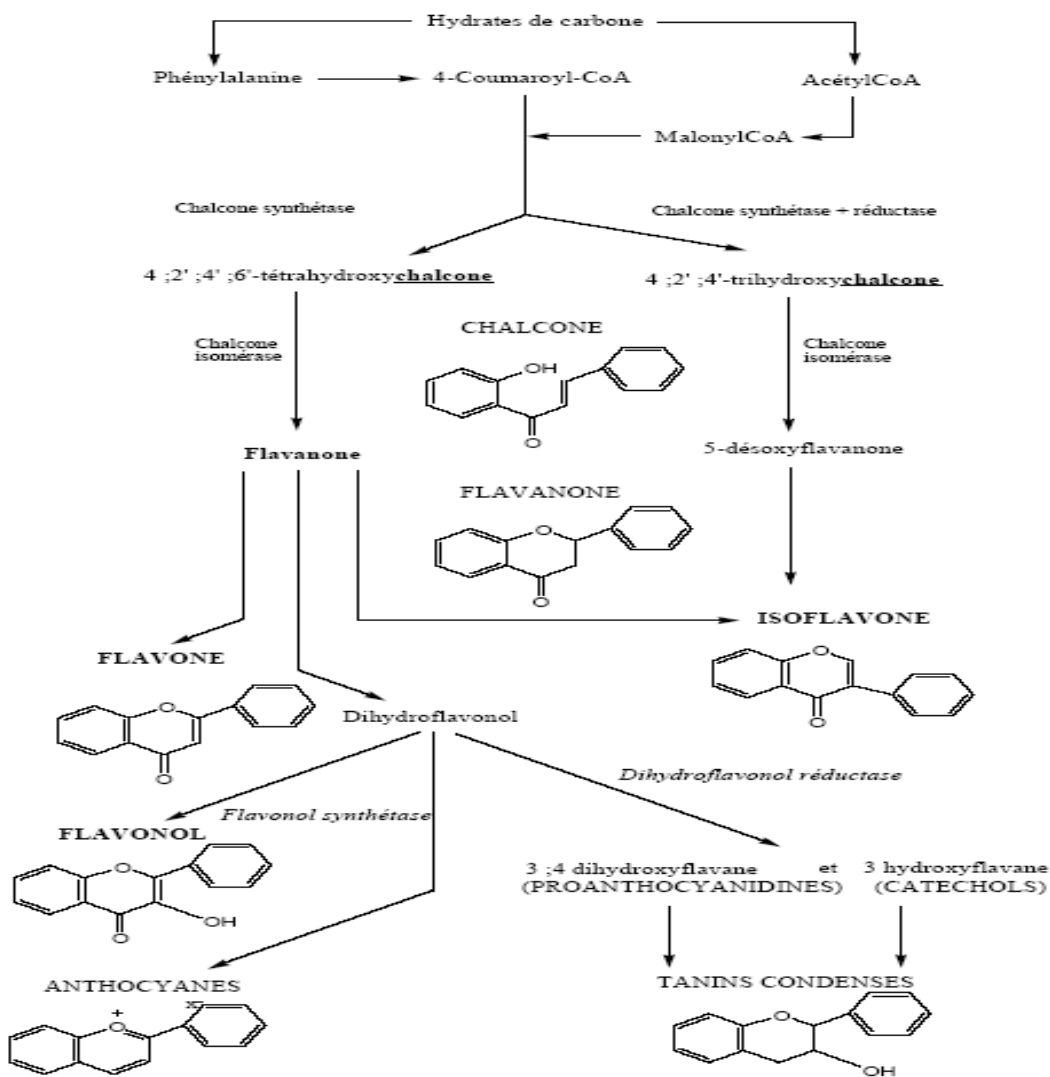 Hydrates de carbone
Phénylalanine
4-Coumaroyl-CoA
AcétylCoA
MalonylCoA
Chalcone synthétase
Chalcone synthétase + réductase
4 ;2' ;4' ;6'-tétrahydroxychalcone
4 ;2' ;4'-trihydroxychalcone
CHALCONE
Chalcone
isomérase
Chalcone
isomérase
OH
O
Flavanone
5-désoxyflavanone
FLAVANONE
O
O
ISOFLAVONE
FLAVONE
O
O
O
O
Dihydroflavonol
Dihydroflavonol réductase
Flavonol synthétase
FLAVONOL
O
OH
O
3 ;4 dihydroxyflavane et 3 hydroxyflavane
(PROANTHOCYANIDINES) (CATECHOLS)
ANTHOCYANES
TANINS CONDENSES
+
O
x
O
OH